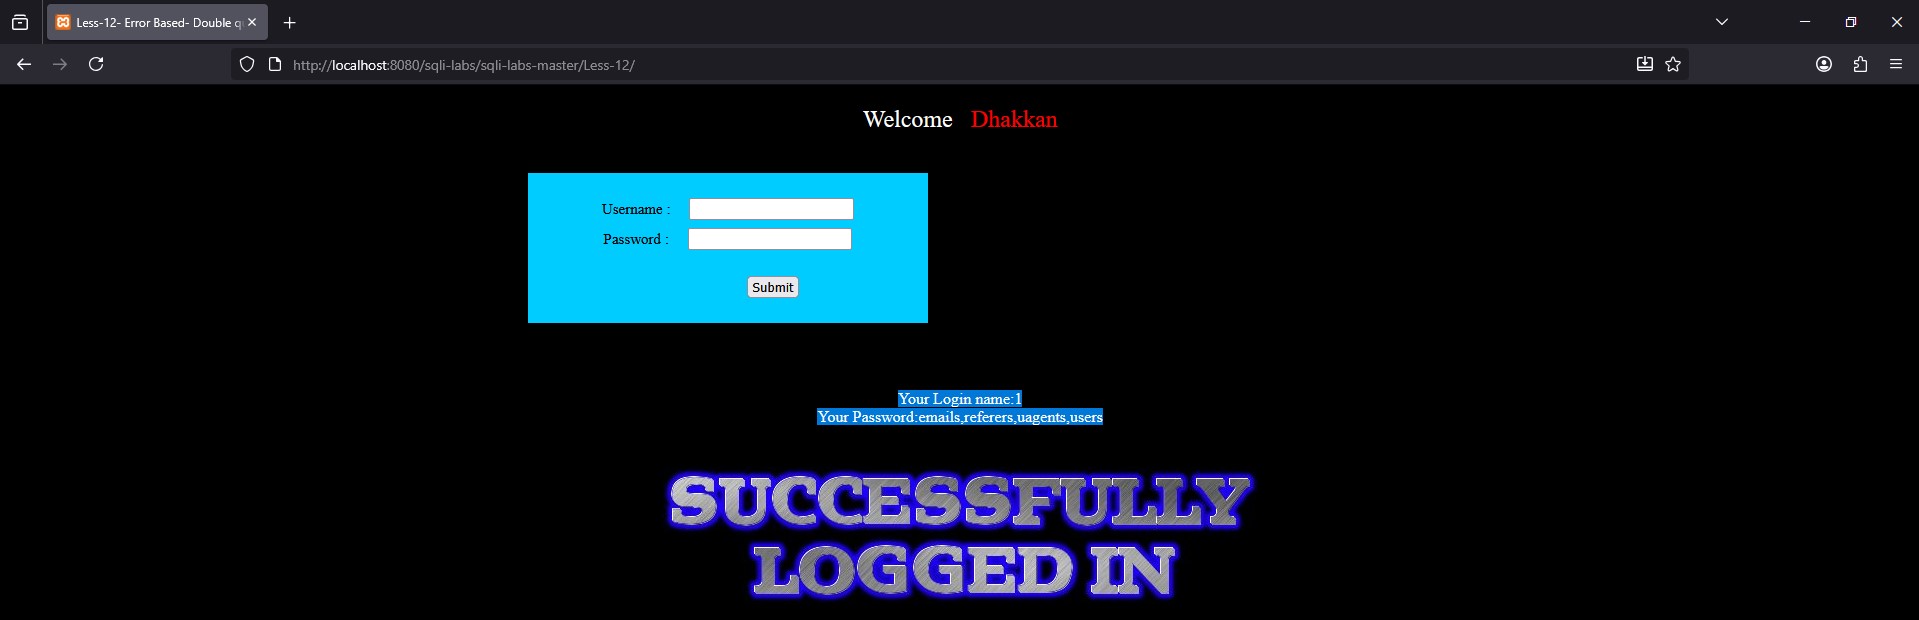 Less-12- Error Based- Double q
http://localhost:8080/sqli-labs/sqli-labs-master/Less-12/
Welcome Dhakkan
Username :
Password :
Submit
Your Login name:1
Your Password:emails,referers,uagents,users
SUCCESSFULLY
LOGGED IN